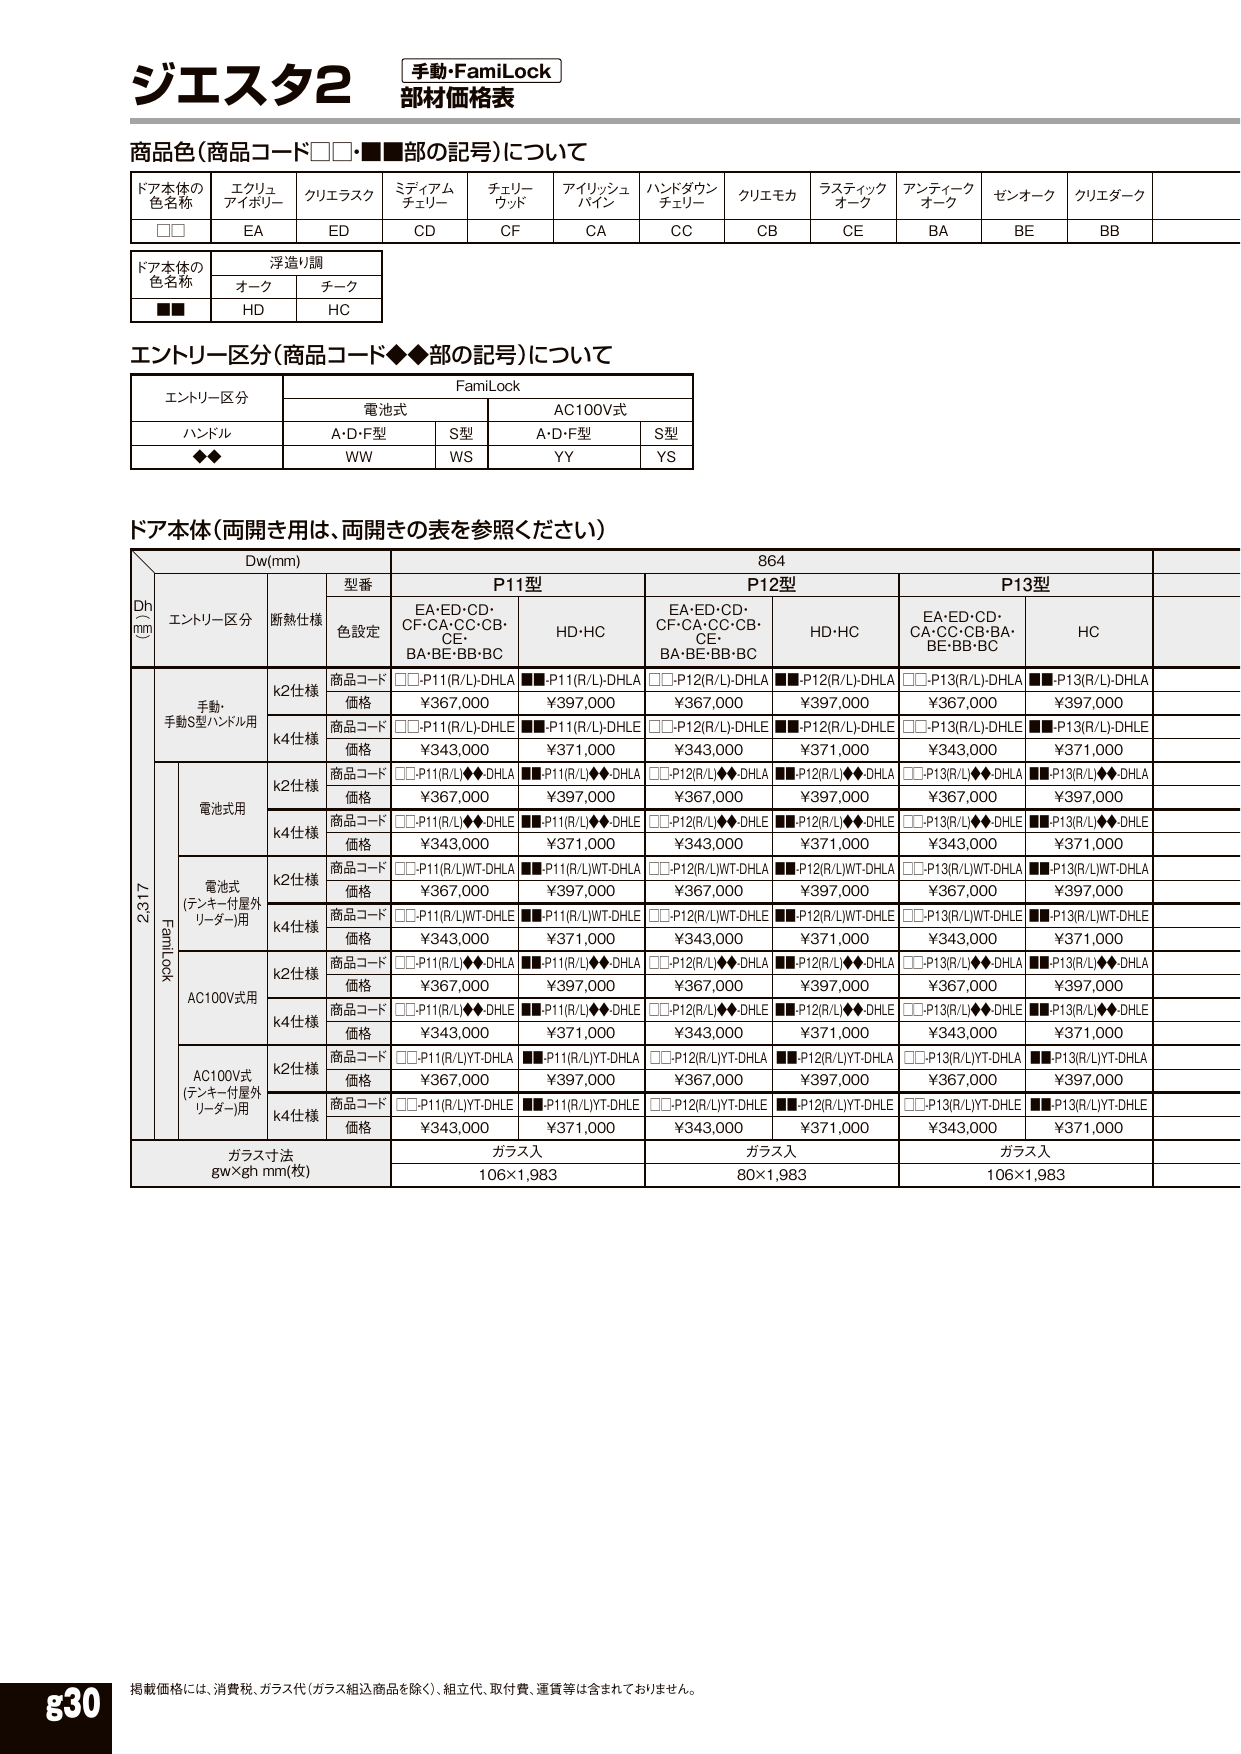 ジエスタ2
手動・FamiLock
部材価格表
商品色(商品コード□□・■■部の記号)について
ドア本体の色名称 エクリュアイボリー クリエラスク ミディアムチェリー チェリーウッド アイリッシュパイン ハンドダウンチェリー クリエモカ ラスティックオーク アンティークオーク ゼンオーク クリエダーク
□□ EA ED CD CF CA CC CB CE BA BE BB
ドア本体の色名称 浮造り調
オーク チーク
■■ HD HC
エントリー区分(商品コード◆◆部の記号)について
エントリー区分 FamiLock
電池式 AC100V式
ハンドル A・D・F型 S型 A・D・F型 S型
◆◆ WW WS YY YS
ドア本体(両開き用は、両開きの表を参照ください)
Dw(mm) 864
Dh(mm) エントリー区分 断熱仕様 型番 P11型 P12型 P13型
色設定 EA・ED・CD・CF・CA・CC・CB・CE・BA・BE・BB・BC HD・HC EA・ED・CD・CF・CA・CC・CB・CE・BA・BE・BB・BC HD・HC EA・ED・CD・CA・CC・CB・BA・BE・BB・BC HC
2,317 手動・手動S型ハンドル用 k2仕様 商品コード □□-P11(R/L)-DHLA ■■-P11(R/L)-DHLA □□-P12(R/L)-DHLA ■■-P12(R/L)-DHLA □□-P13(R/L)-DHLA ■■-P13(R/L)-DHLA
価格 ¥367,000 ¥397,000 ¥367,000 ¥397,000 ¥367,000 ¥397,000
k4仕様 商品コード □□-P11(R/L)-DHLE ■■-P11(R/L)-DHLE □□-P12(R/L)-DHLE ■■-P12(R/L)-DHLE □□-P13(R/L)-DHLE ■■-P13(R/L)-DHLE
価格 ¥343,000 ¥371,000 ¥343,000 ¥371,000 ¥343,000 ¥371,000
FamiLock 電池式用 k2仕様 商品コード □□-P11(R/L)◆◆-DHLA ■■-P11(R/L)◆◆-DHLA □□-P12(R/L)◆◆-DHLA ■■-P12(R/L)◆◆-DHLA □□-P13(R/L)◆◆-DHLA ■■-P13(R/L)◆◆-DHLA
価格 ¥367,000 ¥397,000 ¥367,000 ¥397,000 ¥367,000 ¥397,000
k4仕様 商品コード □□-P11(R/L)◆◆-DHLE ■■-P11(R/L)◆◆-DHLE □□-P12(R/L)◆◆-DHLE ■■-P12(R/L)◆◆-DHLE □□-P13(R/L)◆◆-DHLE ■■-P13(R/L)◆◆-DHLE
価格 ¥343,000 ¥371,000 ¥343,000 ¥371,000 ¥343,000 ¥371,000
電池式(テンキー付屋外リーダー)用 k2仕様 商品コード □□-P11(R/L)WT-DHLA ■■-P11(R/L)WT-DHLA □□-P12(R/L)WT-DHLA ■■-P12(R/L)WT-DHLA □□-P13(R/L)WT-DHLA ■■-P13(R/L)WT-DHLA
価格 ¥367,000 ¥397,000 ¥367,000 ¥397,000 ¥367,000 ¥397,000
k4仕様 商品コード □□-P11(R/L)WT-DHLE ■■-P11(R/L)WT-DHLE □□-P12(R/L)WT-DHLE ■■-P12(R/L)WT-DHLE □□-P13(R/L)WT-DHLE ■■-P13(R/L)WT-DHLE
価格 ¥343,000 ¥371,000 ¥343,000 ¥371,000 ¥343,000 ¥371,000
AC100V式用 k2仕様 商品コード □□-P11(R/L)◆◆-DHLA ■■-P11(R/L)◆◆-DHLA □□-P12(R/L)◆◆-DHLA ■■-P12(R/L)◆◆-DHLA □□-P13(R/L)◆◆-DHLA ■■-P13(R/L)◆◆-DHLA
価格 ¥367,000 ¥397,000 ¥367,000 ¥397,000 ¥367,000 ¥397,000
k4仕様 商品コード □□-P11(R/L)◆◆-DHLE ■■-P11(R/L)◆◆-DHLE □□-P12(R/L)◆◆-DHLE ■■-P12(R/L)◆◆-DHLE □□-P13(R/L)◆◆-DHLE ■■-P13(R/L)◆◆-DHLE
価格 ¥343,000 ¥371,000 ¥343,000 ¥371,000 ¥343,000 ¥371,000
AC100V式(テンキー付屋外リーダー)用 k2仕様 商品コード □□-P11(R/L)YT-DHLA ■■-P11(R/L)YT-DHLA □□-P12(R/L)YT-DHLA ■■-P12(R/L)YT-DHLA □□-P13(R/L)YT-DHLA ■■-P13(R/L)YT-DHLA
価格 ¥367,000 ¥397,000 ¥367,000 ¥397,000 ¥367,000 ¥397,000
k4仕様 商品コード □□-P11(R/L)YT-DHLE ■■-P11(R/L)YT-DHLE □□-P12(R/L)YT-DHLE ■■-P12(R/L)YT-DHLE □□-P13(R/L)YT-DHLE ■■-P13(R/L)YT-DHLE
価格 ¥343,000 ¥371,000 ¥343,000 ¥371,000 ¥343,000 ¥371,000
ガラス寸法 ガラス入 ガラス入 ガラス入
gw×gh mm(枚) 106×1,983 80×1,983 106×1,983
g30
掲載価格には、消費税、ガラス代(ガラス組込商品を除く)、組立代、取付費、運賃等は含まれておりません。